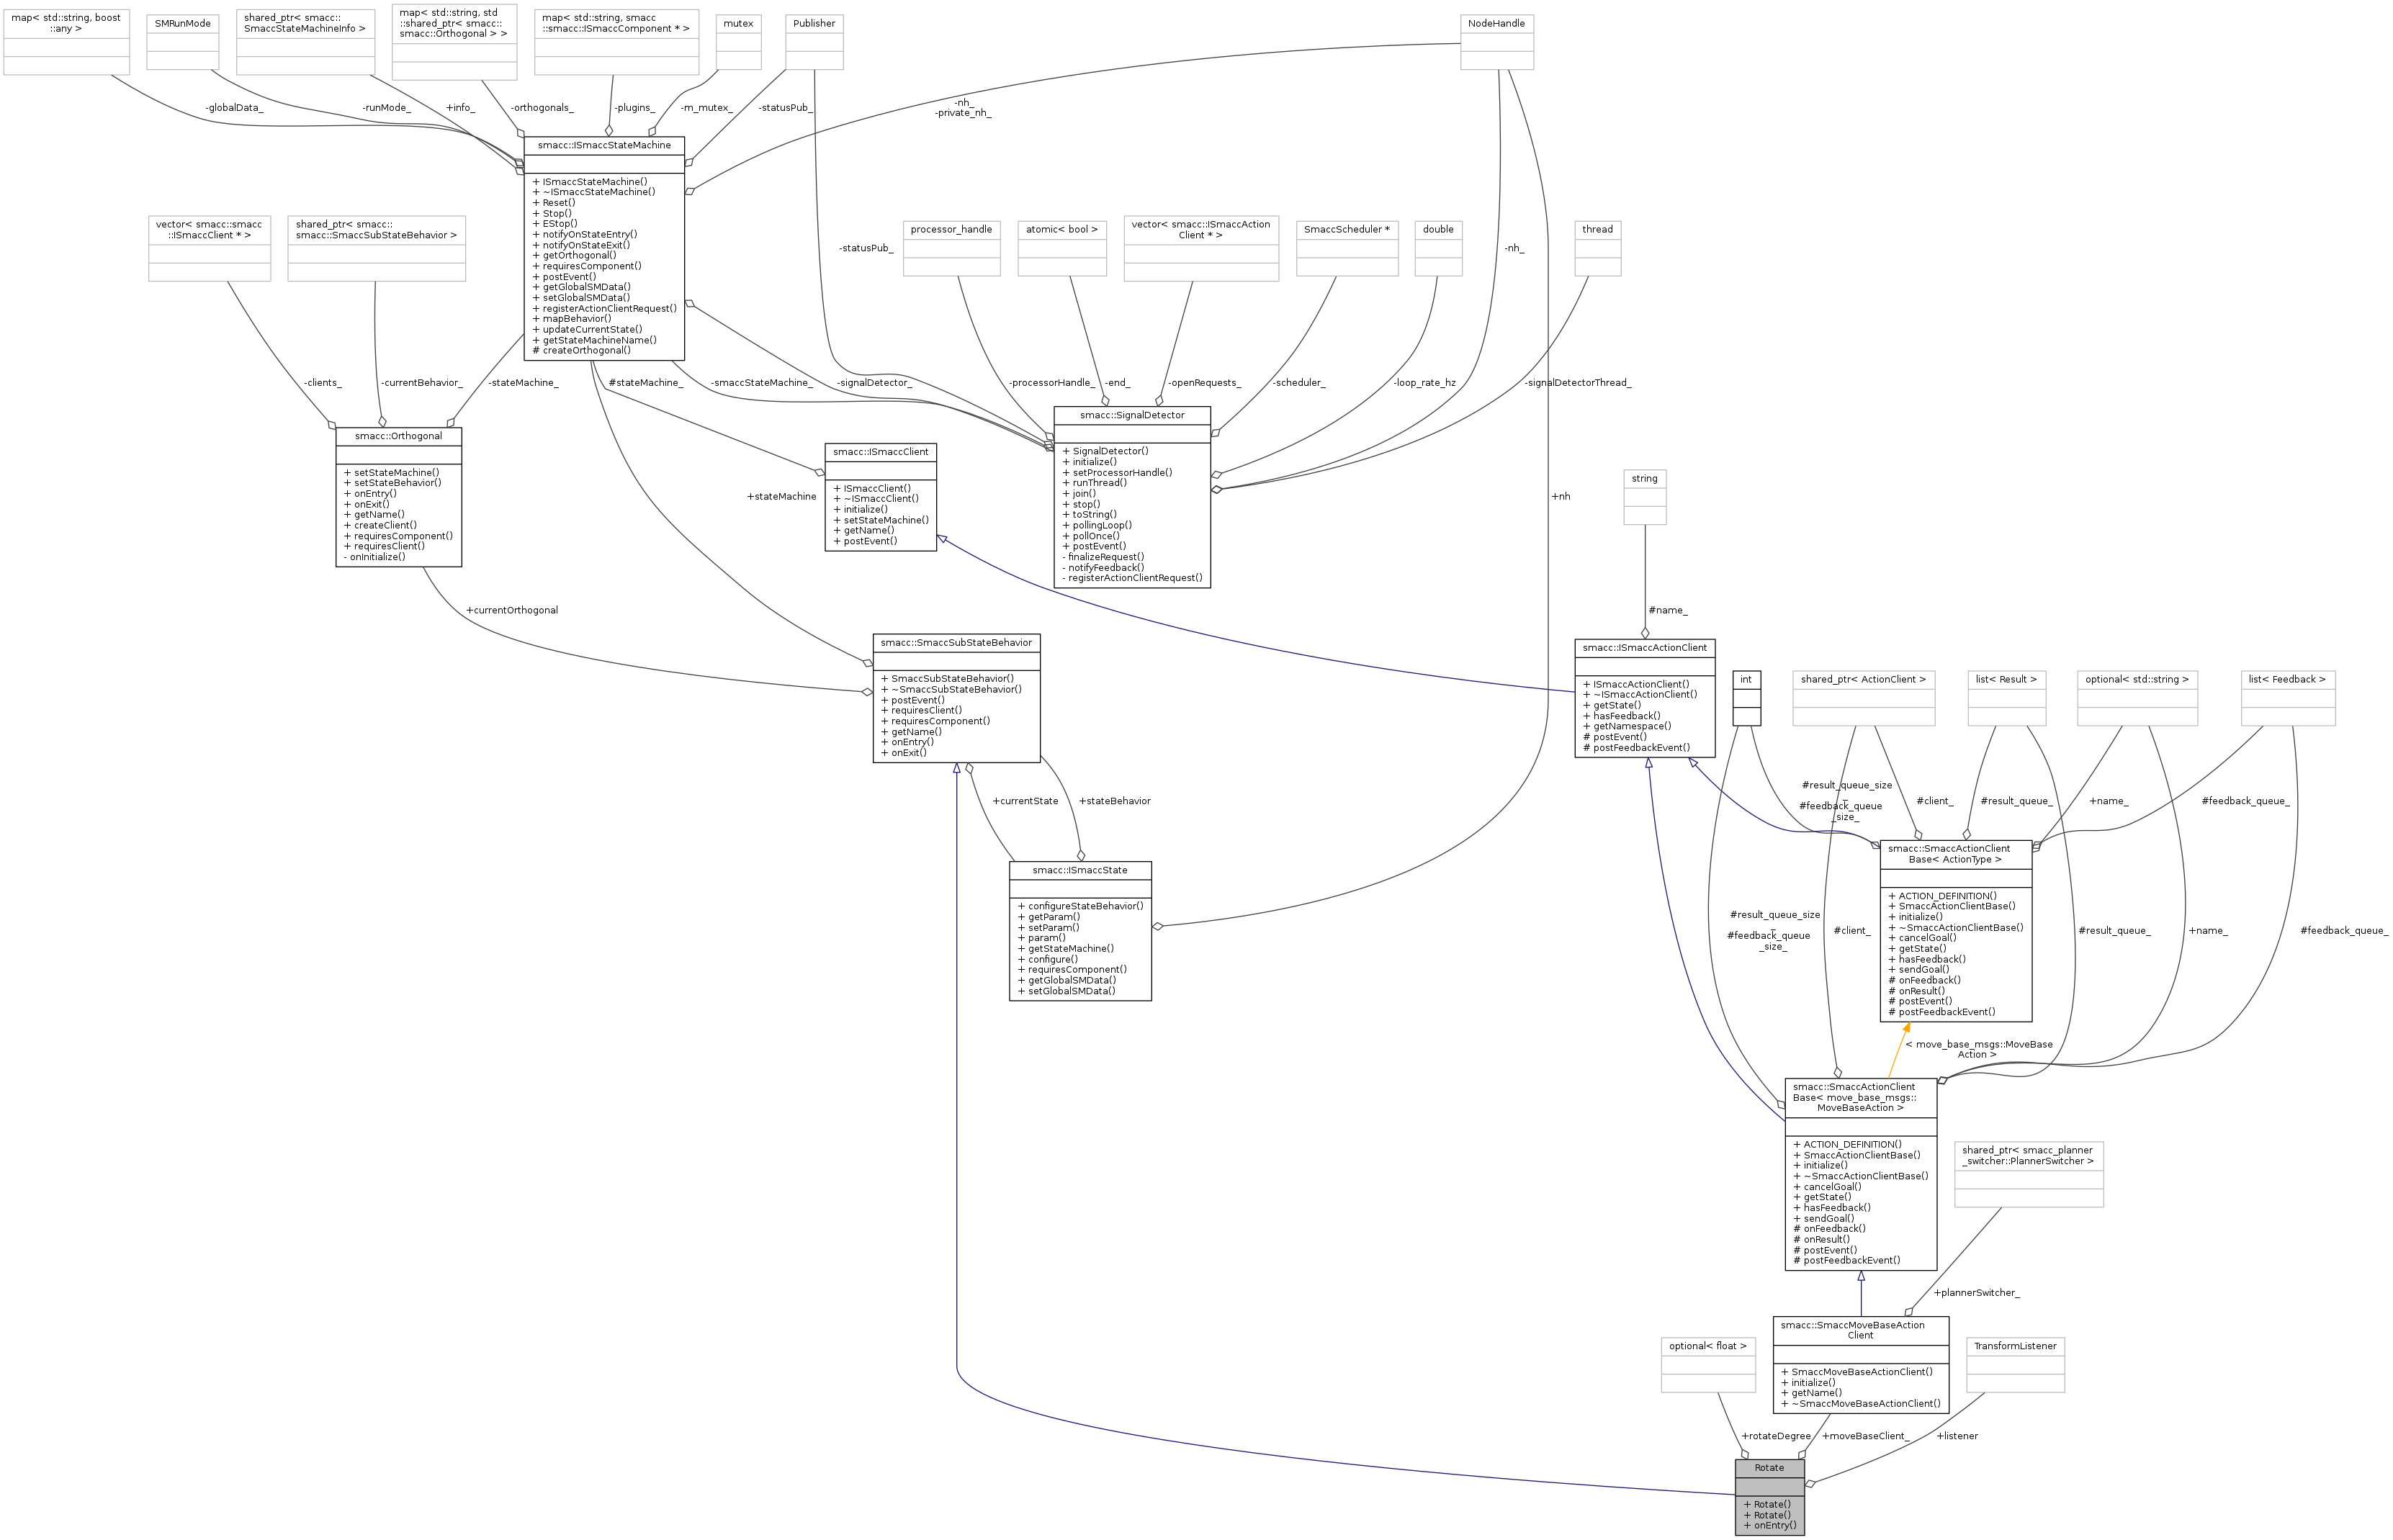 map< std::string, boost
::any >
SMRunMode
shared_ptr< smacc::
SmaccStateMachineInfo >
map< std::string, std
::shared_ptr< smacc::
smacc::Orthogonal > >
map< std::string, smacc
::smacc::ISmaccComponent * >
mutex
Publisher
NodeHandle
-globalData_
-runMode_
+info_
-orthogonals_
-plugins_
-m_mutex_
-statusPub_
-nh_
-private_nh_
smacc::ISmaccStateMachine
+ ISmaccStateMachine()
+ ~ISmaccStateMachine()
+ Reset()
+ Stop()
+ EStop()
+ notifyOnStateEntry()
+ notifyOnStateExit()
+ getOrthogonal()
+ requiresComponent()
+ postEvent()
+ getGlobalSMData()
+ setGlobalSMData()
+ registerActionClientRequest()
+ mapBehavior()
+ updateCurrentState()
+ getStateMachineName()
# createOrthogonal()
vector< smacc::smacc
::ISmaccClient * >
shared_ptr< smacc::
smacc::SmaccSubStateBehavior >
-statusPub_
processor_handle
atomic< bool >
vector< smacc::ISmaccAction
Client * >
SmaccScheduler *
double
-nh_
thread
-clients_
-currentBehavior_
-stateMachine_
#stateMachine_
-smaccStateMachine_
-signalDetector_
-processorHandle_
-end_
-openRequests_
-scheduler_
-loop_rate_hz
-signalDetectorThread_
smacc::Orthogonal
+ setStateMachine()
+ setStateBehavior()
+ onEntry()
+ onExit()
+ getName()
+ createClient()
+ requiresComponent()
+ requiresClient()
- onInitialize()
smacc::ISmaccClient
+ ISmaccClient()
+ ~ISmaccClient()
+ initialize()
+ setStateMachine()
+ getName()
+ postEvent()
smacc::SignalDetector
+ SignalDetector()
+ initialize()
+ setProcessorHandle()
+ runThread()
+ join()
+ stop()
+ toString()
+ pollingLoop()
+ pollOnce()
+ postEvent()
- finalizeRequest()
- notifyFeedback()
- registerActionClientRequest()
+stateMachine
+nh
string
+currentOrthogonal
#name_
smacc::SmaccSubStateBehavior
+ SmaccSubStateBehavior()
+ ~SmaccSubStateBehavior()
+ postEvent()
+ requiresClient()
+ requiresComponent()
+ getName()
+ onEntry()
+ onExit()
smacc::ISmaccActionClient
+ ISmaccActionClient()
+ ~ISmaccActionClient()
+ getState()
+ hasFeedback()
+ getNamespace()
# postEvent()
# postFeedbackEvent()
int
shared_ptr< ActionClient >
list< Result >
optional< std::string >
list< Feedback >
+currentState
+stateBehavior
#result_queue_size
_
#feedback_queue
_size_
#client_
#result_queue_
+name_
#feedback_queue_
smacc::ISmaccState
+ configureStateBehavior()
+ getParam()
+ setParam()
+ param()
+ getStateMachine()
+ configure()
+ requiresComponent()
+ getGlobalSMData()
+ setGlobalSMData()
smacc::SmaccActionClient
Base< ActionType >
+ ACTION_DEFINITION()
+ SmaccActionClientBase()
+ initialize()
+ ~SmaccActionClientBase()
+ cancelGoal()
+ getState()
+ hasFeedback()
+ sendGoal()
# onFeedback()
# onResult()
# postEvent()
# postFeedbackEvent()
#result_queue_size
_
#feedback_queue
_size_
#client_
#result_queue_
+name_
#feedback_queue_
< move_base_msgs::MoveBase
Action >
smacc::SmaccActionClient
Base< move_base_msgs::
MoveBaseAction >
+ ACTION_DEFINITION()
+ SmaccActionClientBase()
+ initialize()
+ ~SmaccActionClientBase()
+ cancelGoal()
+ getState()
+ hasFeedback()
+ sendGoal()
# onFeedback()
# onResult()
# postEvent()
# postFeedbackEvent()
shared_ptr< smacc_planner
_switcher::PlannerSwitcher >
+plannerSwitcher_
optional< float >
smacc::SmaccMoveBaseAction
Client
+ SmaccMoveBaseActionClient()
+ initialize()
+ getName()
+ ~SmaccMoveBaseActionClient()
TransformListener
+rotateDegree
+moveBaseClient_
+listener
Rotate
+ Rotate()
+ Rotate()
+ onEntry()